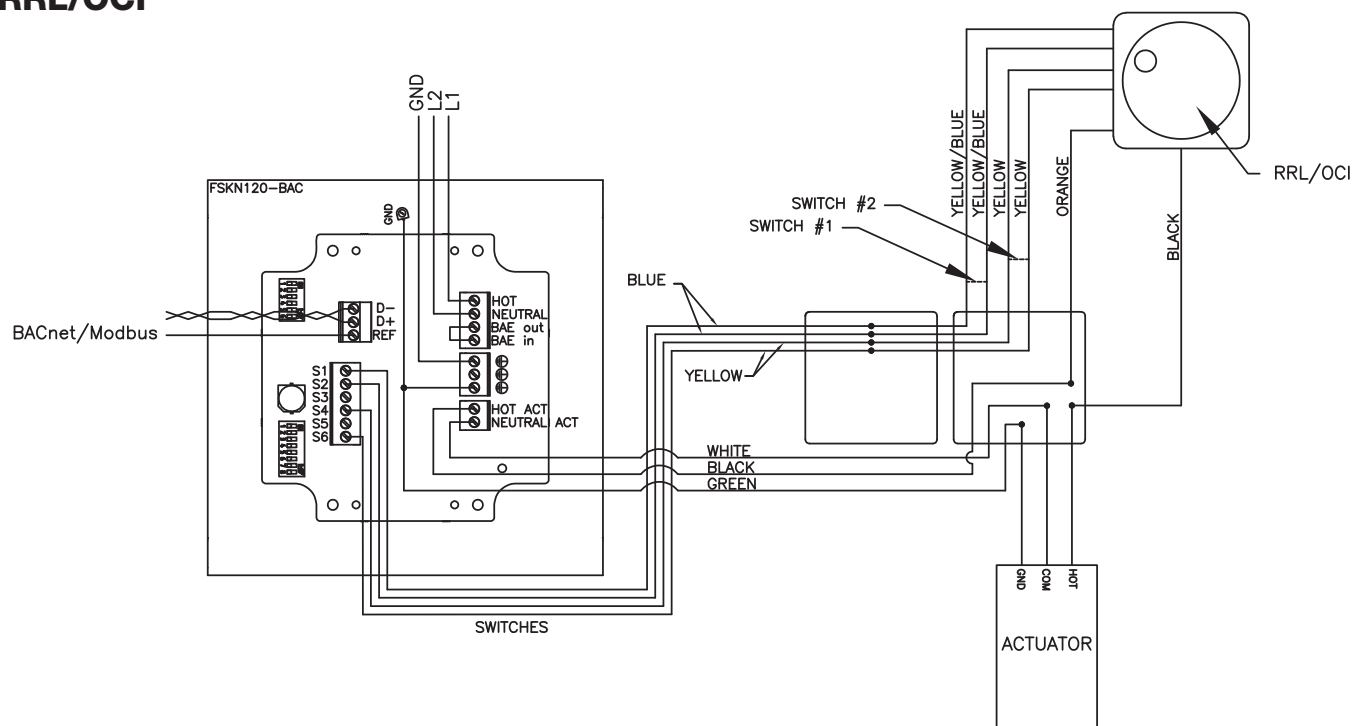 RRL/OCI
GND
L2
L1
FSKN120-BAC
GND
D-
D+
REF
BACnet/Modbus
HOT
NEUTRAL
BAE out
BAE in
S1
S2
S3
S4
S5
S6
HOT ACT
NEUTRAL ACT
BLUE
YELLOW
WHITE
BLACK
GREEN
SWITCHES
SWITCH #2
SWITCH #1
YELLOW/BLUE
YELLOW/BLUE
YELLOW
YELLOW
ORANGE
BLACK
RRL/OCI
GND
COM
HOT
ACTUATOR